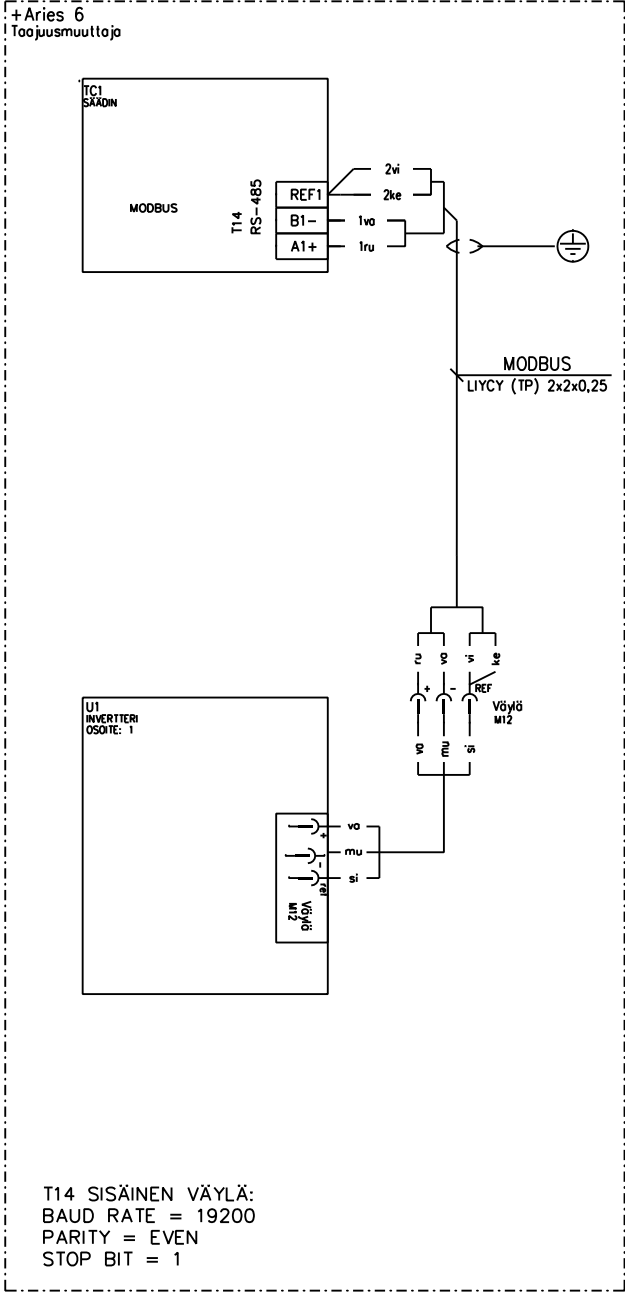 +Aries 6
Taajuusmuuttaja
TC1
SÄÄDIN
MODBUS
T14
RS-485
REF1
B1-
A1+
2vi
2ke
1va
1ru
MODBUS
LIYCY (TP) 2x2x0,25
ru
va
vi
ke
+
-
REF
Väylä
M12
va
mu
si
U1
INVERTTERI
OSOITE: 1
va
mu
si
+
-
ref
Väylä
M12
T14 SISÄINEN VÄYLÄ:
BAUD RATE = 19200
PARITY = EVEN
STOP BIT = 1